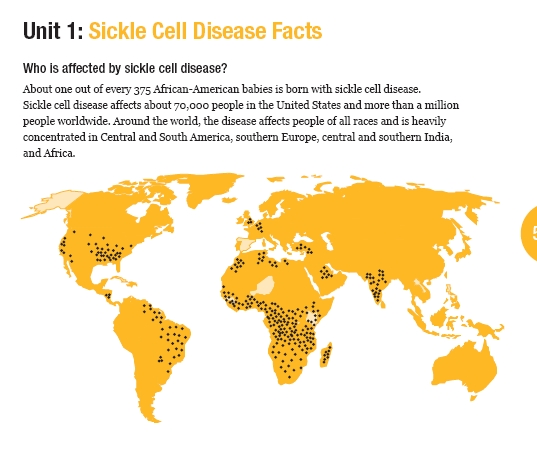 Unit 1: Sickle Cell Disease Facts
Who is affected by sickle cell disease?
About one out of every 375 African-American babies is born with sickle cell disease.
Sickle cell disease affects about 70,000 people in the United States and more than a million
people worldwide. Around the world, the disease affects people of all races and is heavily
concentrated in Central and South America, southern Europe, central and southern India,
and Africa.
5